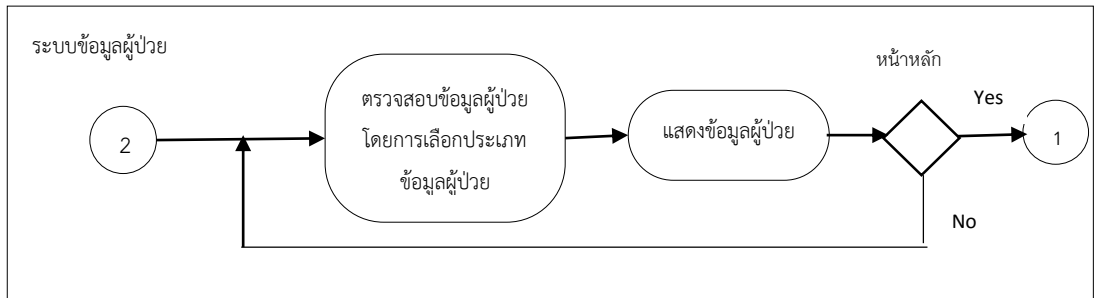 ระบบข้อมูลผู้ป่วย
หน้าหลัก
2
ตรวจสอบข้อมูลผู้ป่วย
โดยการเลือกประเภท
ข้อมูลผู้ป่วย
แสดงข้อมูลผู้ป่วย
Yes
1
No